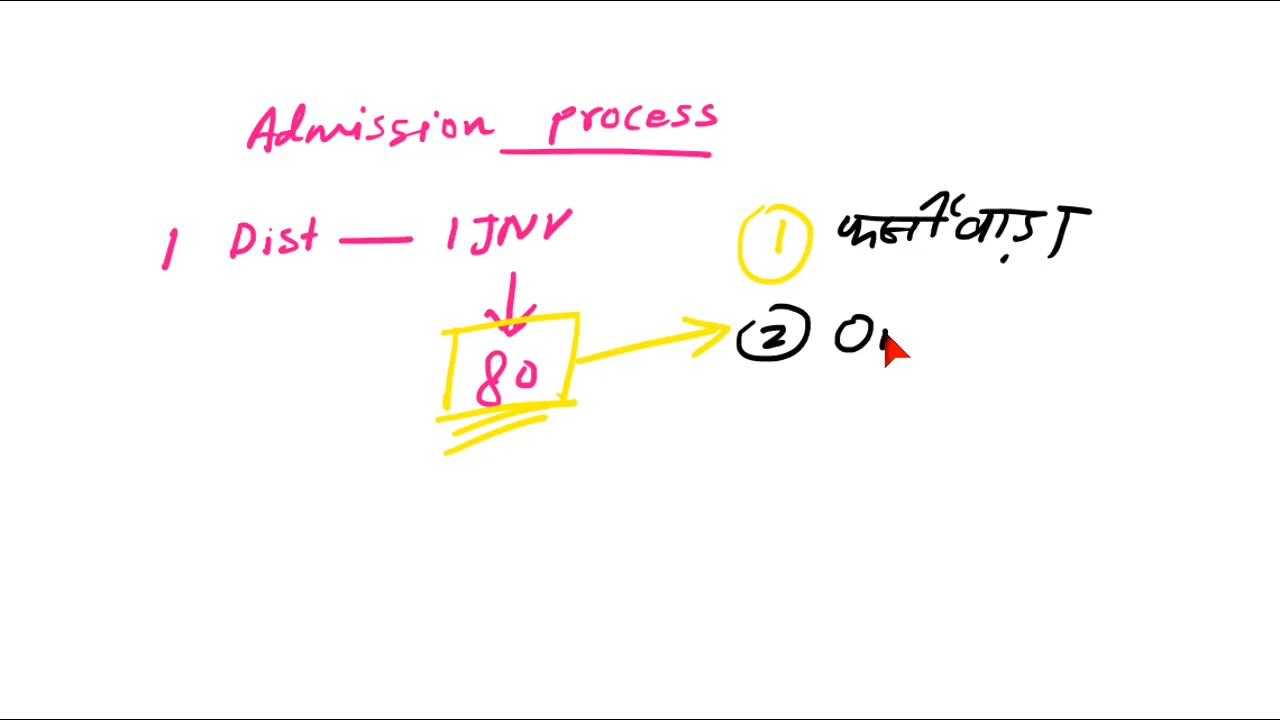 Admission process
1 Dist — 1 JNV
80
1
2